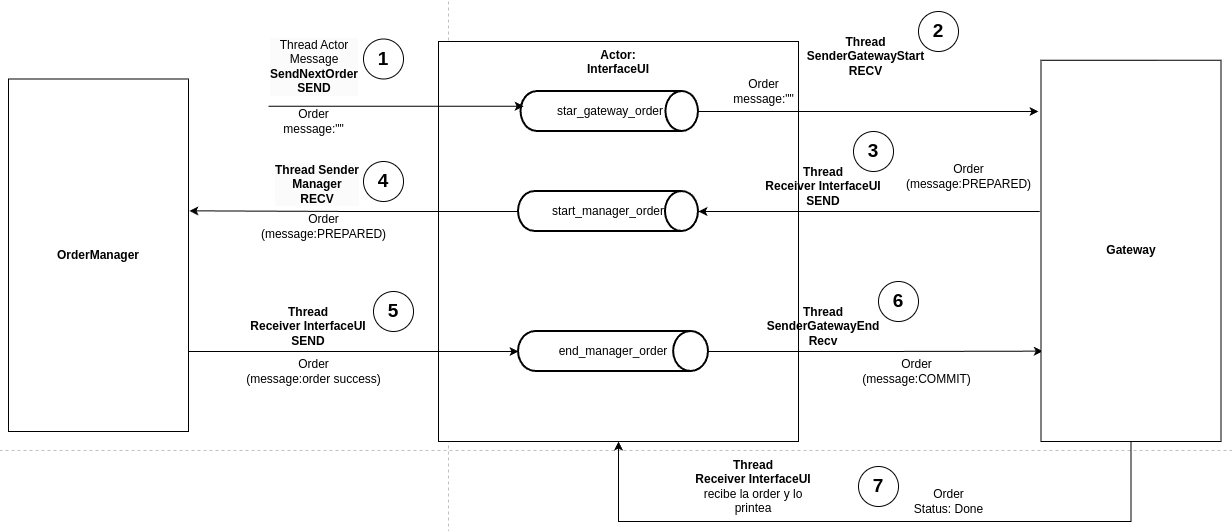 Thread Actor
Message
SendNextOrder
SEND
1
Order
message:""
Actor:
InterfaceUI
star_gateway_order
Thread
SenderGatewayStart
RECV
2
Order
message:""
Thread Sender
Manager
RECV
4
Order
(message:PREPARED)
start_manager_order
Thread
Receiver InterfaceUI
SEND
3
Order
(message:PREPARED)
OrderManager
Gateway
Thread
Receiver InterfaceUI
SEND
5
Order
(message:order success)
end_manager_order
Thread
SenderGatewayEnd
Recv
6
Order
(message:COMMIT)
Thread
Receiver InterfaceUI
recibe la order y lo
printea
7
Order
Status: Done